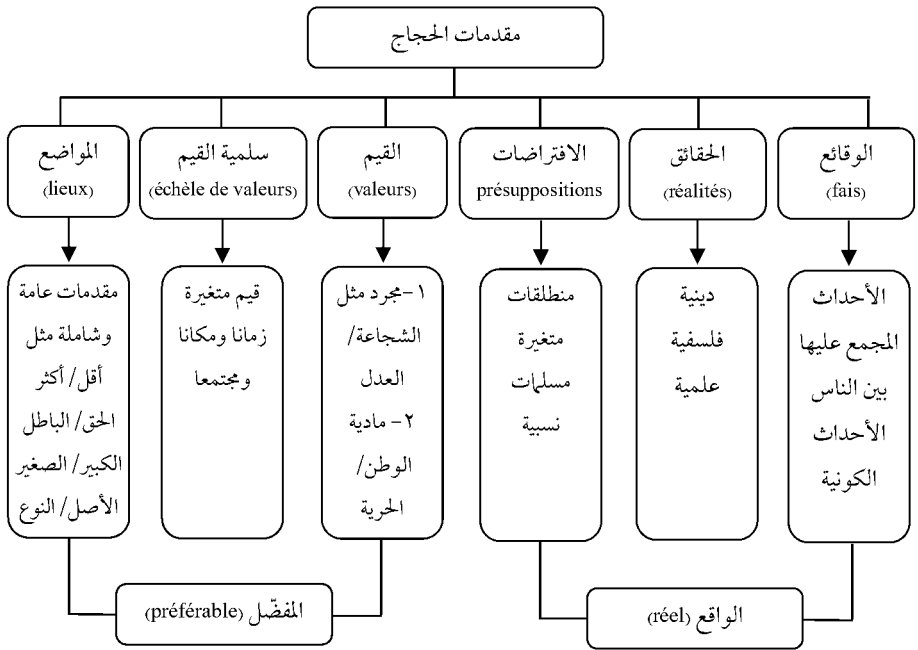 مقدمات الحجاج
الوقائع
(fais)
الحقائق
(réalités)
الافتراضات
présuppositions
القيم
(valeurs)
سلمية القيم
(échèle de valeurs)
المواضع
(lieux)
الأحداث
المجمع عليها
بين الناس
الأحداث
الكونية
دينية
فلسفية
علمية
منطلقات
متغيرة
مسلمات
نسبية
١-مجرد مثل
الشجاعة/
العدل
٢- مادية
الوطن/
الحرية
قيم متغيرة
زمانا ومكانا
ومجتمعا
مقدمات عامة
وشاملة مثل
أقل/ أكثر
الحق/ الباطل
الكبير/ الصغير
الأصل/ النوع
الواقع (réel)
المفضّل (préférable)